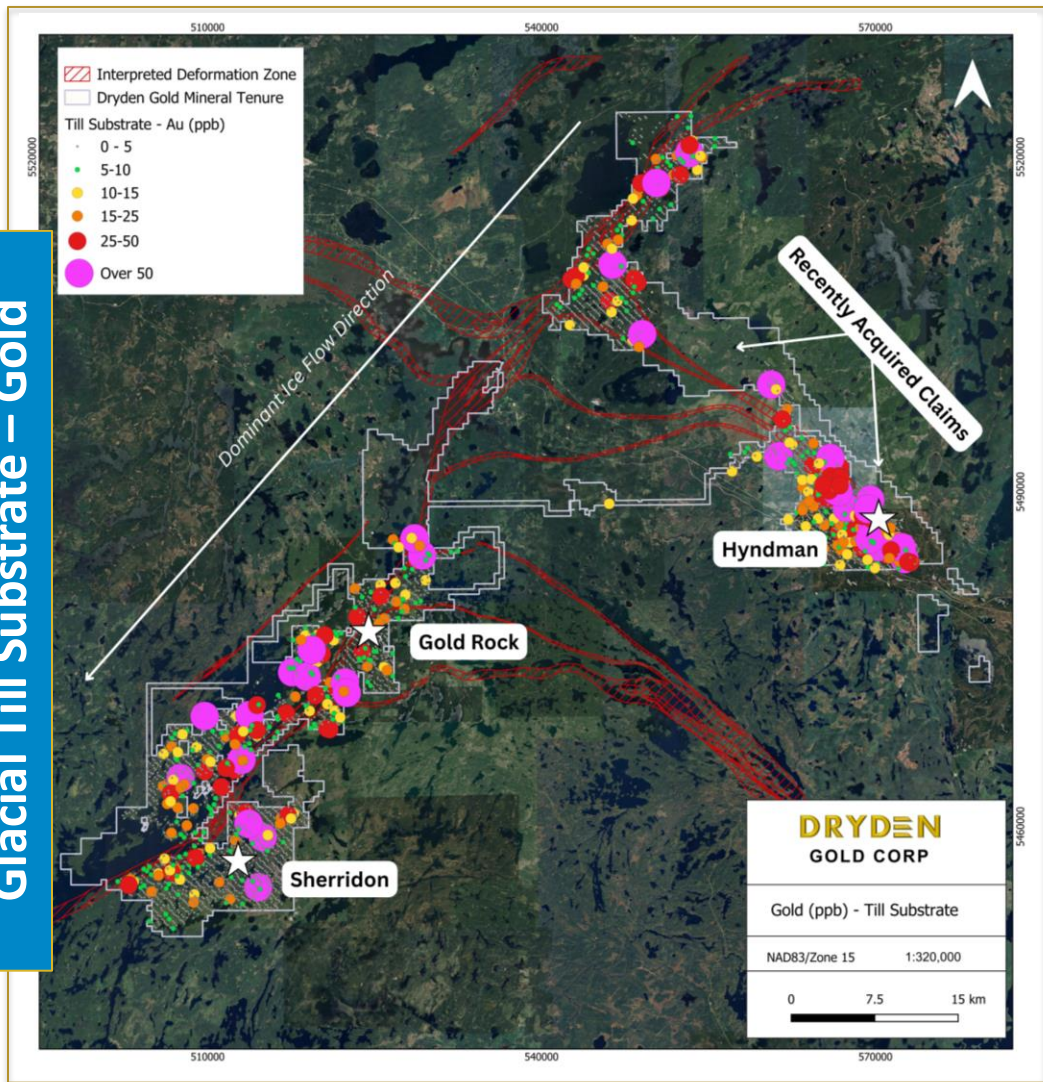 Glacial Till Substrate – Gold
510000
540000
570000
5520000
5520000
5490000
5460000
510000
540000
570000
Interpreted Deformation Zone
Dryden Gold Mineral Tenure
Till Substrate - Au (ppb)
0 - 5
5-10
10-15
15-25
25-50
Over 50
Dominant Ice Flow Direction
Recently Acquired Claims
Hyndman
Gold Rock
Sherridon
DRYDEN
GOLD CORP
Gold (ppb) - Till Substrate
NAD83/Zone 15 1:320,000
0 7.5 15 km